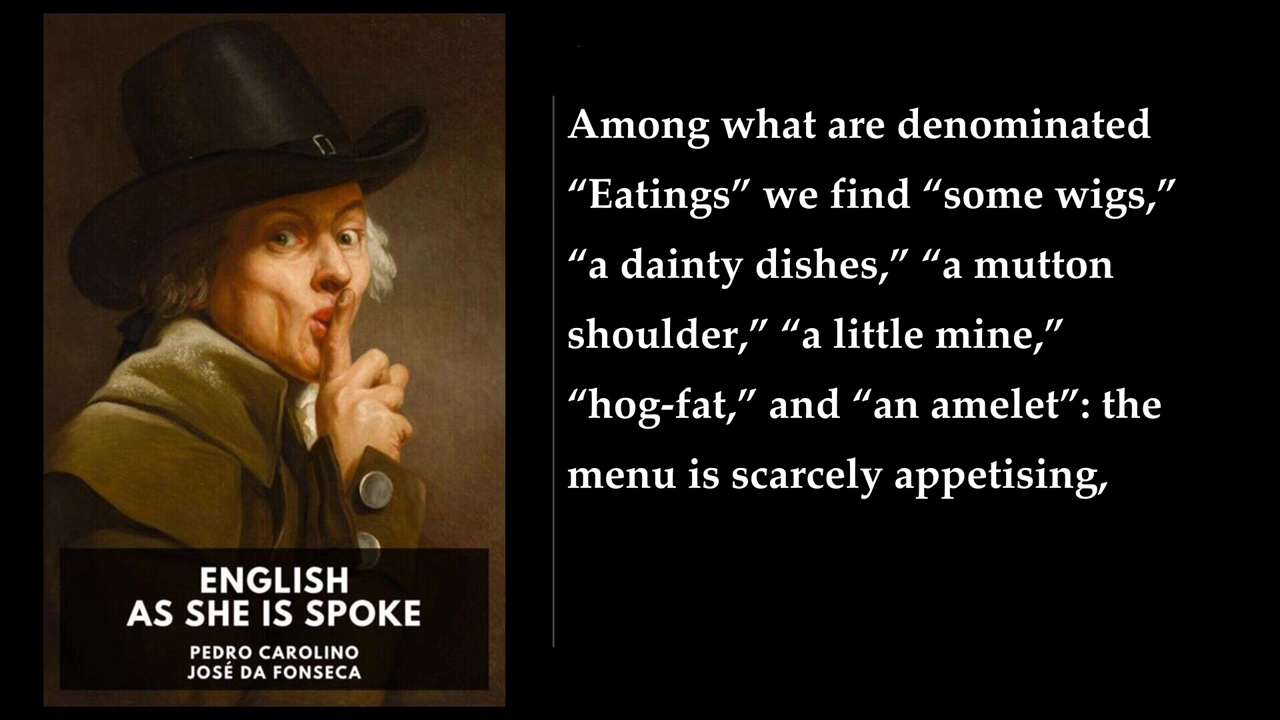 ENGLISH
AS SHE IS SPOKE
PEDRO CAROLINO
JOSÉ DA FONSECA
Among what are denominated
“Eatings” we find “some wigs,”
“a dainty dishes,” “a mutton
shoulder,” “a little mine,”
“hog-fat,” and “an amelet”: the
menu is scarcely appetising,